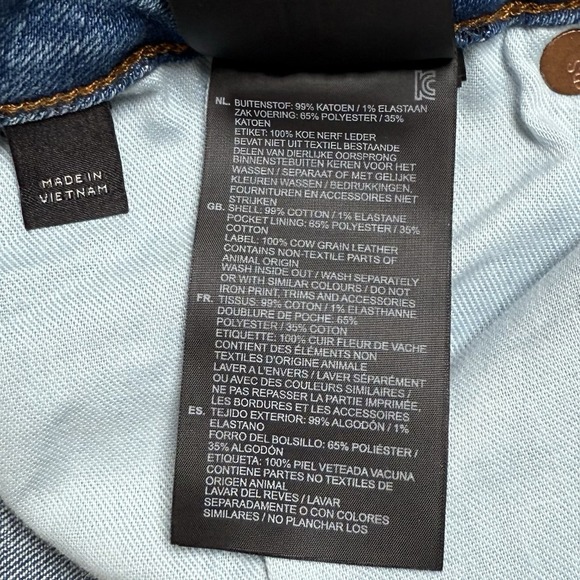 MADE IN
VIETNAM
NL. BUITENSTOF: 99% KATOEN / 1% ELASTAAN
ZAK VOERING: 65% POLYESTER / 35%
KATOEN
ETIKET: 100% KOE NERF LEDER
BEVAT NIET UIT TEXTIEL BESTAANDE
DELEN VAN DIERLIJKE OORSPRONG
BINNENSTEBUITEN KEREN VOOR HET
WASSEN / SEPARAAT OF MET GELIJKE
KLEUREN WASSEN / BEDRUKKINGEN,
FOURNITUREN EN ACCESSOIRES NIET
STRIJKEN
GB. SHELL: 99% COTTON / 1% ELASTANE
POCKET LINING: 65% POLYESTER / 35%
COTTON
LABEL: 100% COW GRAIN LEATHER
CONTAINS NON-TEXTILE PARTS OF
ANIMAL ORIGIN
WASH INSIDE OUT / WASH SEPARATELY
OR WITH SIMILAR COLOURS / DO NOT
IRON PRINT, TRIMS AND ACCESSORIES
FR. TISSUS: 99% COTON / 1% ELASTHANNE
DOUBLURE DE POCHE: 65%
POLYESTER / 35% COTON
ETIQUETTE: 100% CUIR FLEUR DE VACHE
CONTIENT DES ÉLÉMENTS NON
TEXTILES D'ORIGINE ANIMALE
LAVER A L'ENVERS / LAVER SÉPARÉMENT
OU AVEC DES COULEURS SIMILAIRES /
NE PAS REPASSER LA PARTIE IMPRIMÉE,
LES BORDURES ET LES ACCESSOIRES
ES. TEJIDO EXTERIOR: 99% ALGODÓN / 1%
ELASTANO
FORRO DEL BOLSILLO: 65% POLIÉSTER /
35% ALGODÓN
ETIQUETA: 100% PIEL VETEADA VACUNA
CONTIENE PARTES NO TEXTILES DE
ORIGEN ANIMAL
LAVAR DEL REVES / LAVAR
SEPARADAMENTE O CON COLORES
SIMILARES / NO PLANCHAR LOS